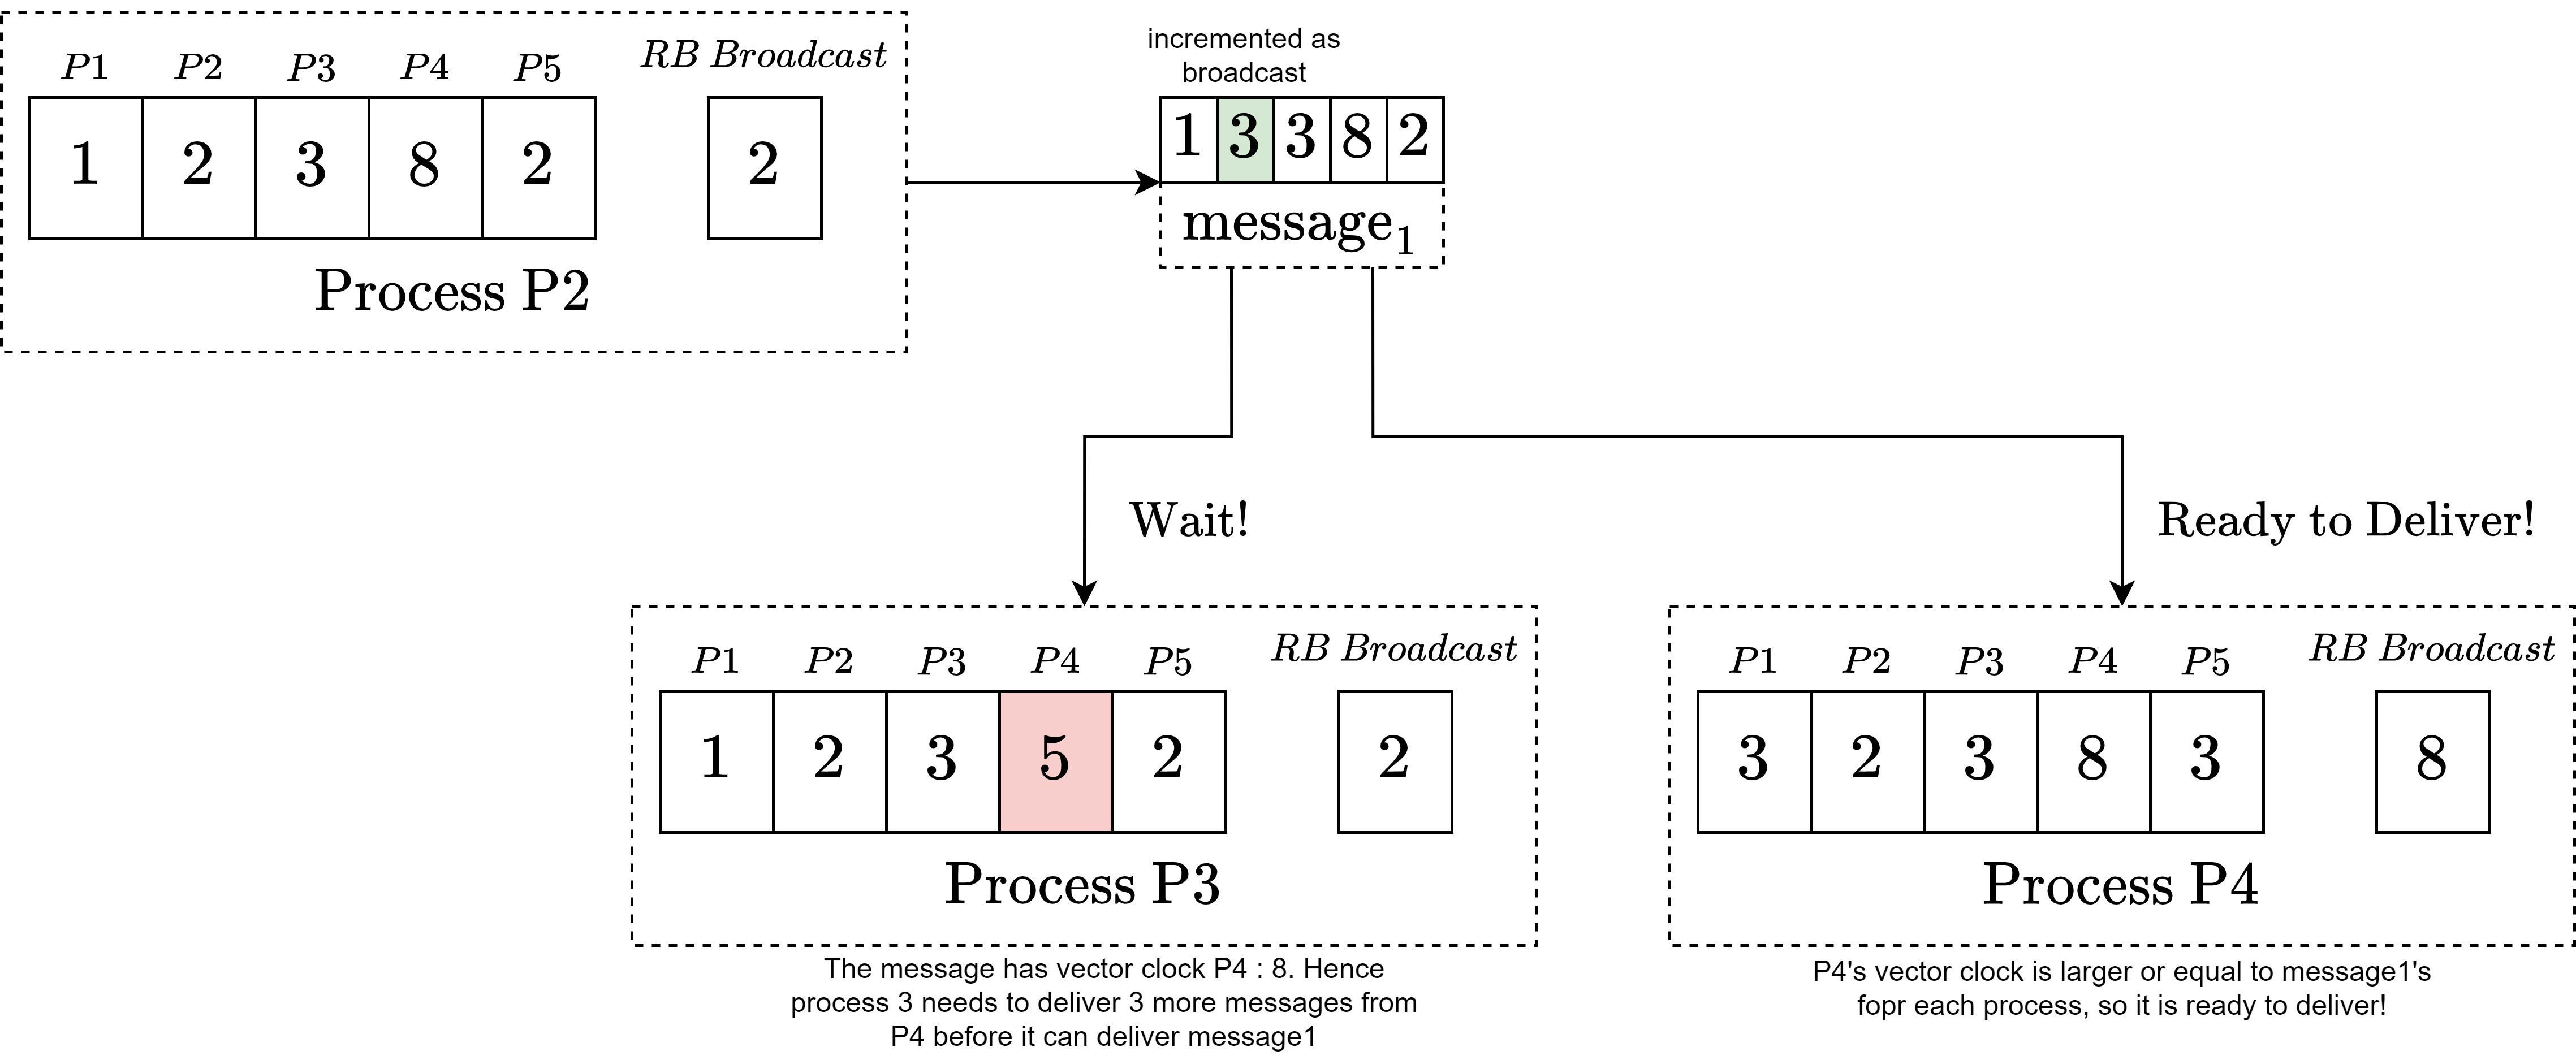 P1 P2 P3 P4 P5 RB Broadcast
1 2 3 8 2 2
Process P2
incremented as
broadcast
1 3 3 8 2
message1
Wait!
Ready to Deliver!
P1 P2 P3 P4 P5 RB Broadcast
1 2 3 5 2 2
Process P3
The message has vector clock P4 : 8. Hence
process 3 needs to deliver 3 more messages from
P4 before it can deliver message1
P1 P2 P3 P4 P5 RB Broadcast
3 2 3 8 3 8
Process P4
P4's vector clock is larger or equal to message1's
fopr each process, so it is ready to deliver!